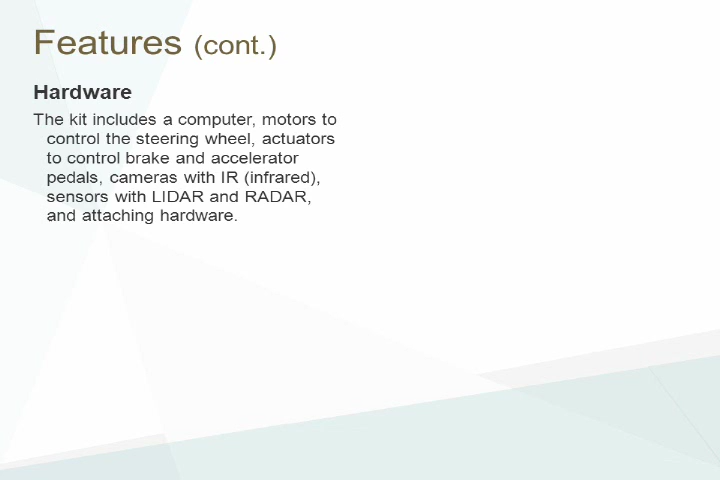 Features (cont.)
Hardware
The kit includes a computer, motors to
control the steering wheel, actuators
to control brake and accelerator
pedals, cameras with IR (infrared),
sensors with LIDAR and RADAR,
and attaching hardware.